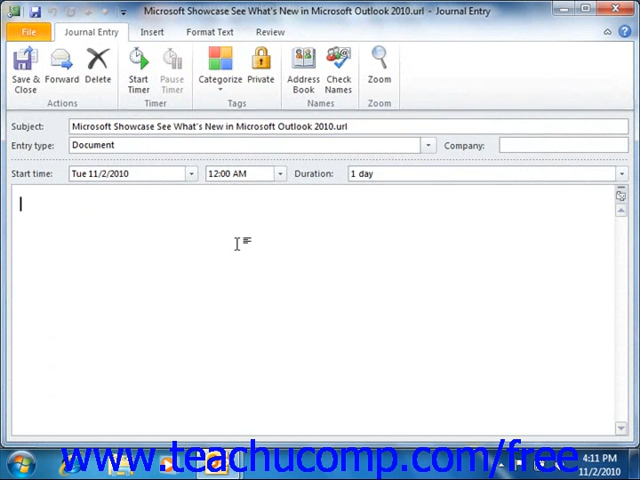 Microsoft Showcase See What's New in Microsoft Outlook 2010.url - Journal Entry
File Journal Entry Insert Format Text Review
Save & Close Forward Delete Start Timer Pause Timer Categorize Private Address Book Check Names Zoom
Actions Timer Tags Names Zoom
Subject: Microsoft Showcase See What's New in Microsoft Outlook 2010.url
Entry type: Document Company:
Start time: Tue 11/2/2010 12:00 AM Duration: 1 day
www.teachucomp.com/free
4:11 PM
11/2/2010